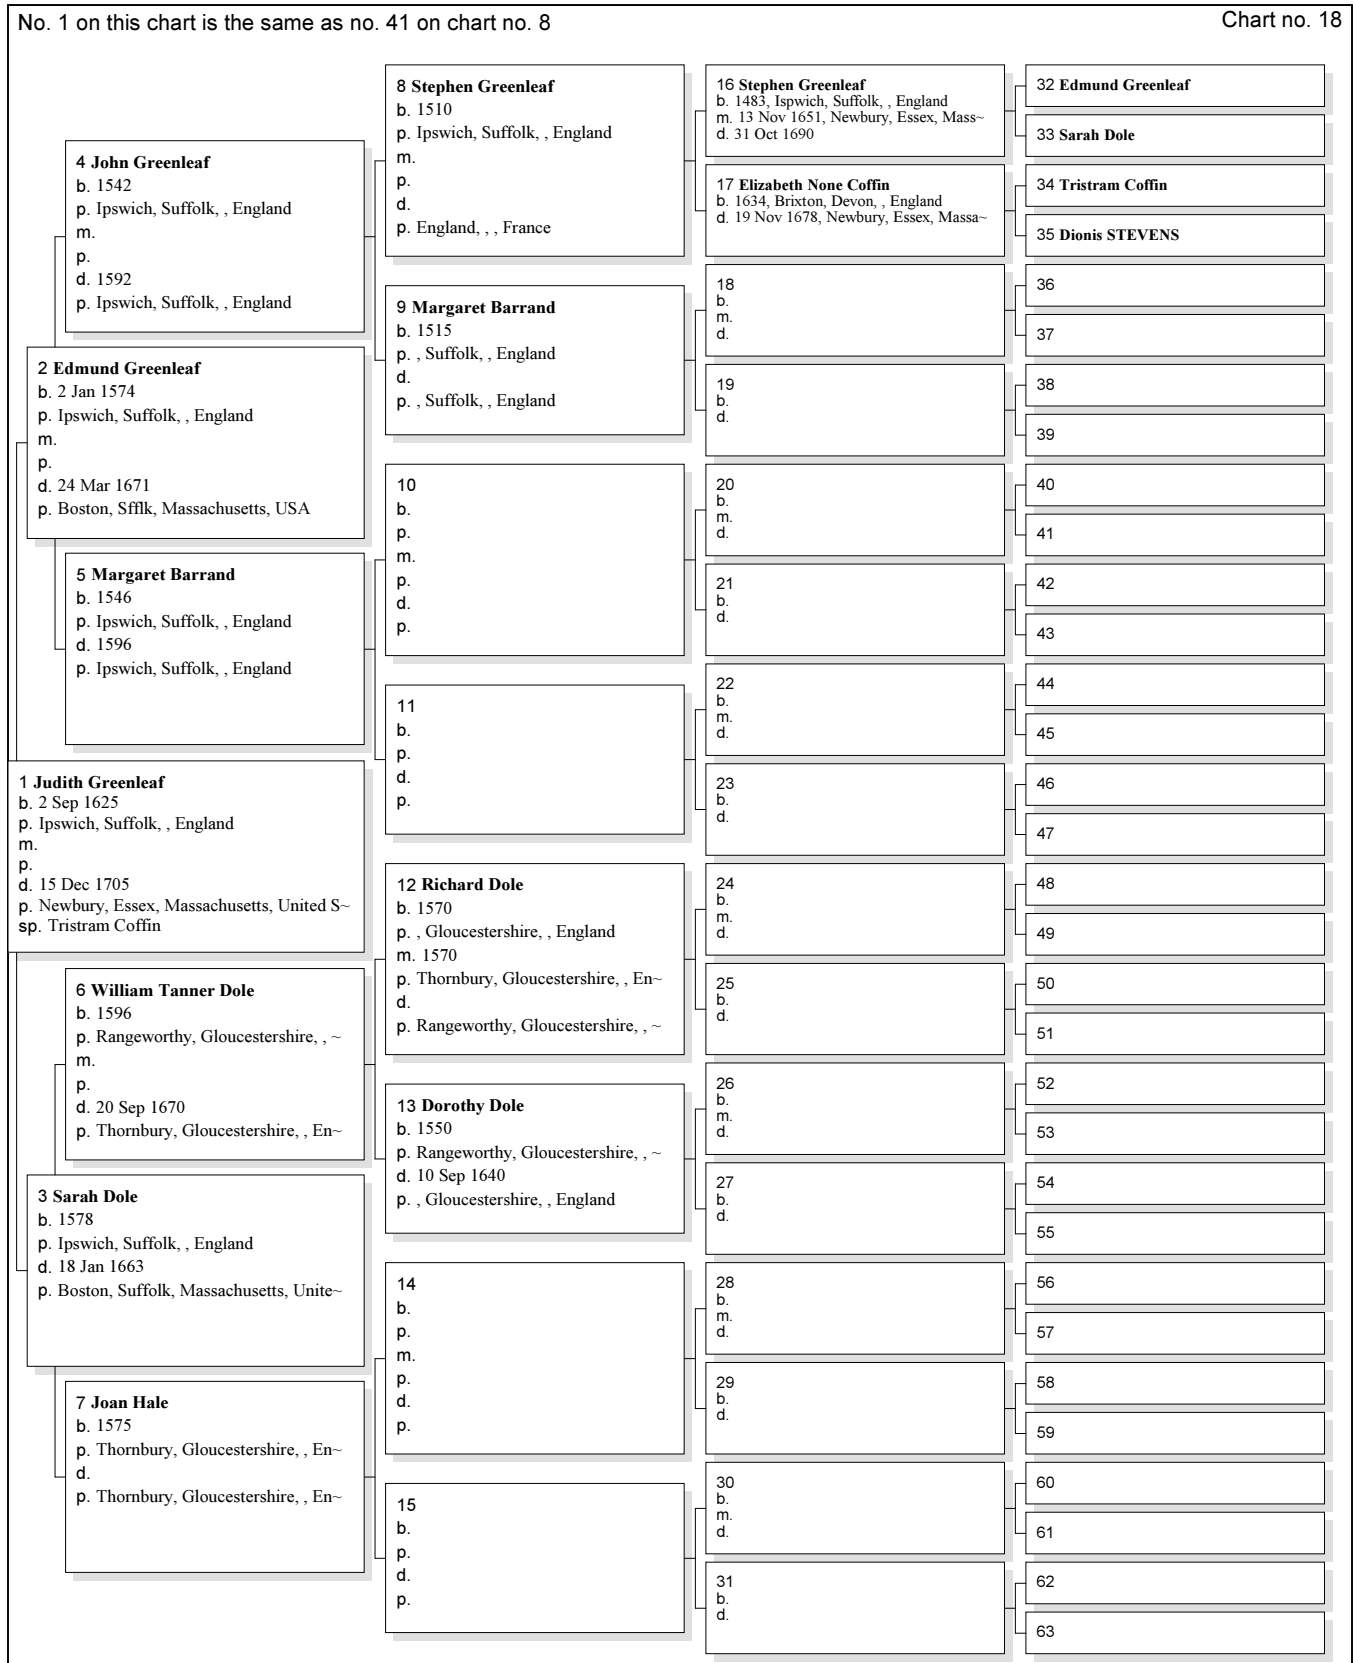 No. 1 on this chart is the same as no. 41 on chart no. 8
Chart no. 18
1 Judith Greenleaf
b. 2 Sep 1625
p. Ipswich, Suffolk, , England
m.
p.
d. 15 Dec 1705
p. Newbury, Essex, Massachusetts, United S~
sp. Tristram Coffin
2 Edmund Greenleaf
b. 2 Jan 1574
p. Ipswich, Suffolk, , England
m.
p.
d. 24 Mar 1671
p. Boston, Sfflk, Massachusetts, USA
3 Sarah Dole
b. 1578
p. Ipswich, Suffolk, , England
d. 18 Jan 1663
p. Boston, Suffolk, Massachusetts, Unite~
4 John Greenleaf
b. 1542
p. Ipswich, Suffolk, , England
m.
p.
d. 1592
p. Ipswich, Suffolk, , England
5 Margaret Barrand
b. 1546
p. Ipswich, Suffolk, , England
d. 1596
p. Ipswich, Suffolk, , England
6 William Tanner Dole
b. 1596
p. Rangeworthy, Gloucestershire, , ~
m.
p.
d. 20 Sep 1670
p. Thornbury, Gloucestershire, , En~
7 Joan Hale
b. 1575
p. Thornbury, Gloucestershire, , En~
d.
p. Thornbury, Gloucestershire, , En~
8 Stephen Greenleaf
b. 1510
p. Ipswich, Suffolk, , England
m.
p.
d.
p. England, , , France
9 Margaret Barrand
b. 1515
p. , Suffolk, , England
d.
p. , Suffolk, , England
10
b.
p.
m.
p.
d.
p.
11
b.
p.
d.
p.
12 Richard Dole
b. 1570
p. , Gloucestershire, , England
m. 1570
p. Thornbury, Gloucestershire, , En~
d.
p. Rangeworthy, Gloucestershire, , ~
13 Dorothy Dole
b. 1550
p. Rangeworthy, Gloucestershire, , ~
d. 10 Sep 1640
p. , Gloucestershire, , England
14
b.
p.
m.
p.
d.
p.
15
b.
p.
d.
p.
16 Stephen Greenleaf
b. 1483, Ispwich, Suffolk, , England
m. 13 Nov 1651, Newbury, Essex, Mass~
d. 31 Oct 1690
17 Elizabeth None Coffin
b. 1634, Brixton, Devon, , England
d. 19 Nov 1678, Newbury, Essex, Massa~
18
b.
m.
d.
19
b.
d.
20
b.
m.
d.
21
b.
d.
22
b.
m.
d.
23
b.
d.
24
b.
m.
d.
25
b.
d.
26
b.
m.
d.
27
b.
d.
28
b.
m.
d.
29
b.
d.
30
b.
m.
d.
31
b.
d.
32 Edmund Greenleaf
33 Sarah Dole
34 Tristram Coffin
35 Dionis STEVENS
36
37
38
39
40
41
42
43
44
45
46
47
48
49
50
51
52
53
54
55
56
57
58
59
60
61
62
63